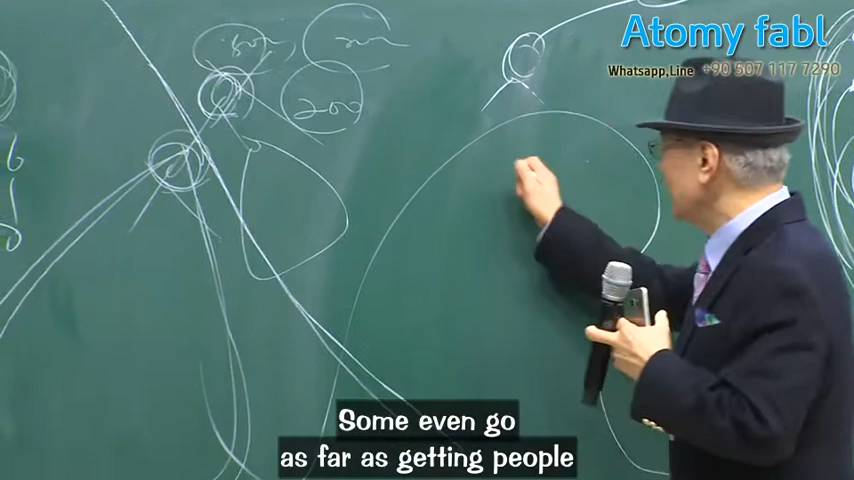 Atomy fabl
Whatsapp,Line +90 507 117 7290
200
Some even go
as far as getting people